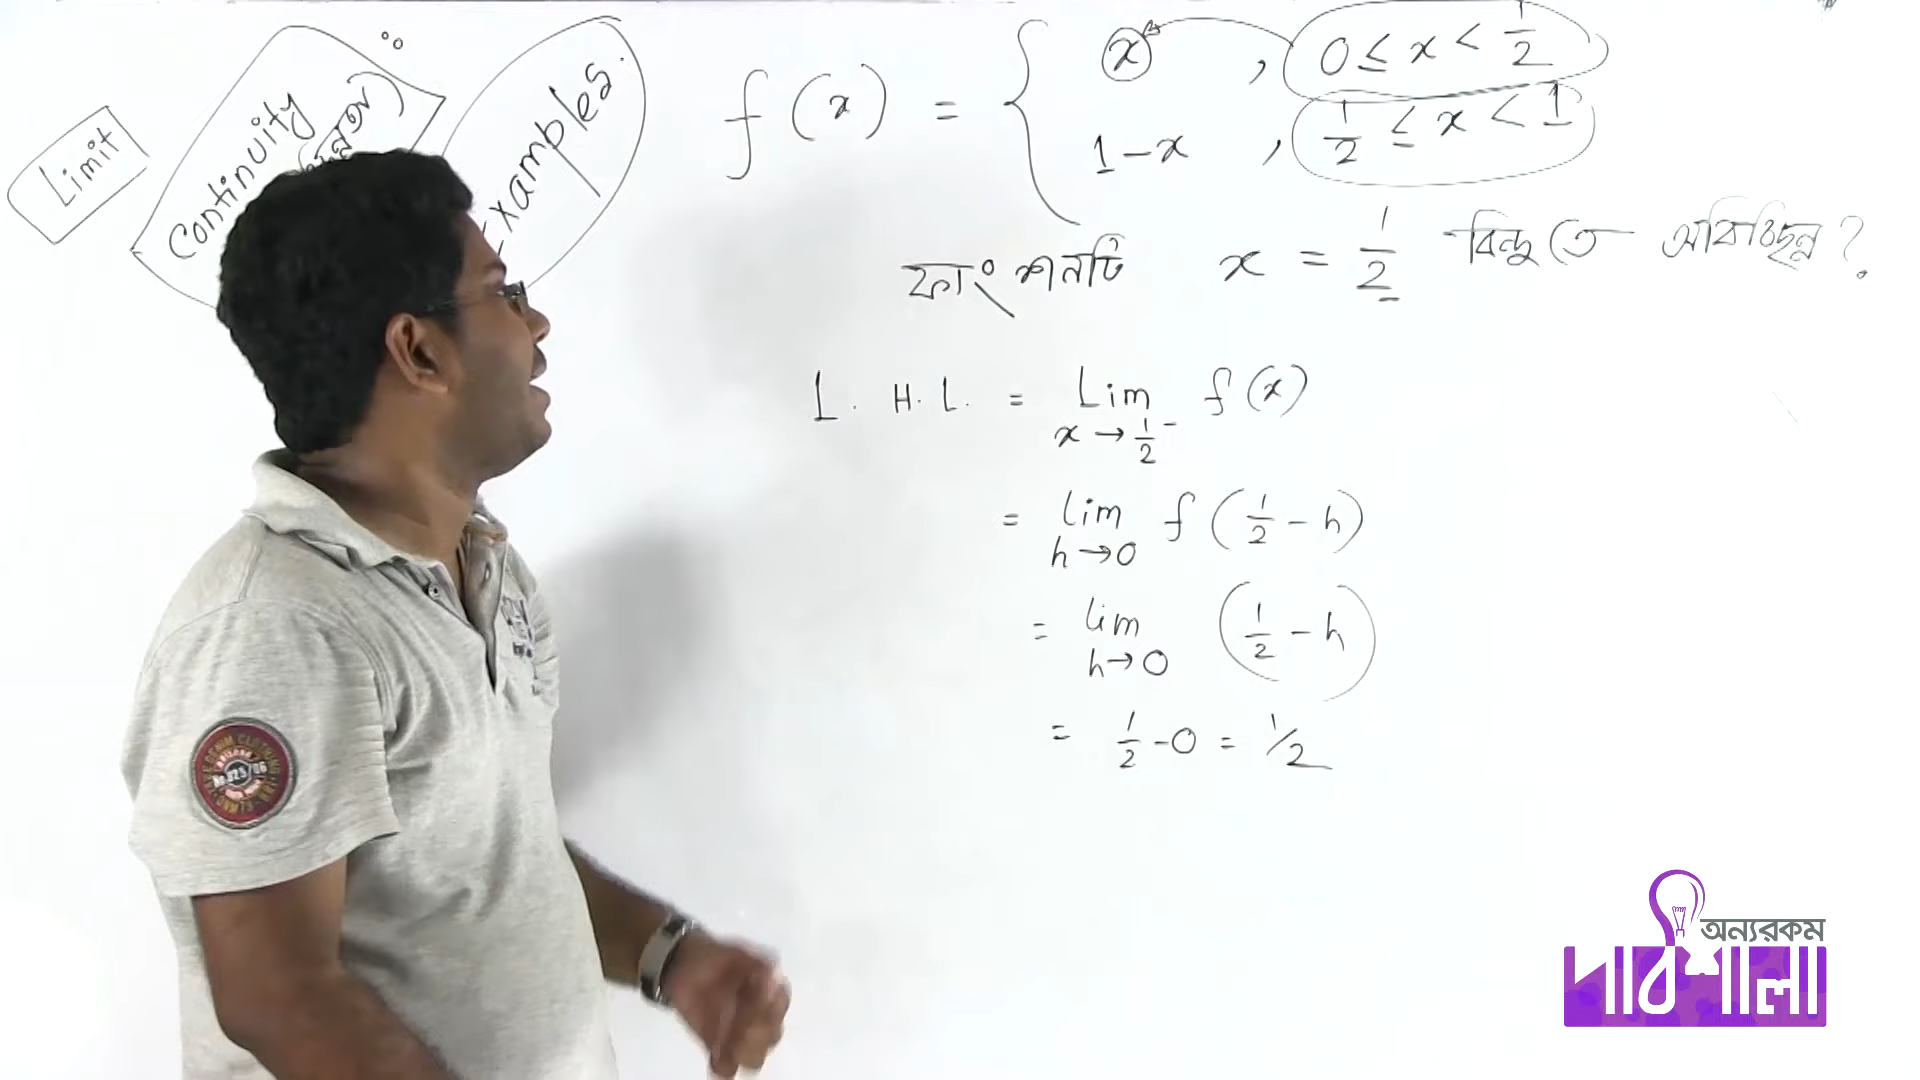 Limit
Continuity
Examples.
f(x) = { x , 0 ≤ x < 1/2
1-x , 1/2 ≤ x < 1
ফাংশনটি x = 1/2 বিন্দুতে অবিচ্ছিন্ন?
L. H. L. = Lim x→1/2⁻ f(x)
= lim h→0 f(1/2 - h)
= lim h→0 (1/2 - h)
= 1/2 - 0 = 1/2
অন্যরকম
পাঠশালা